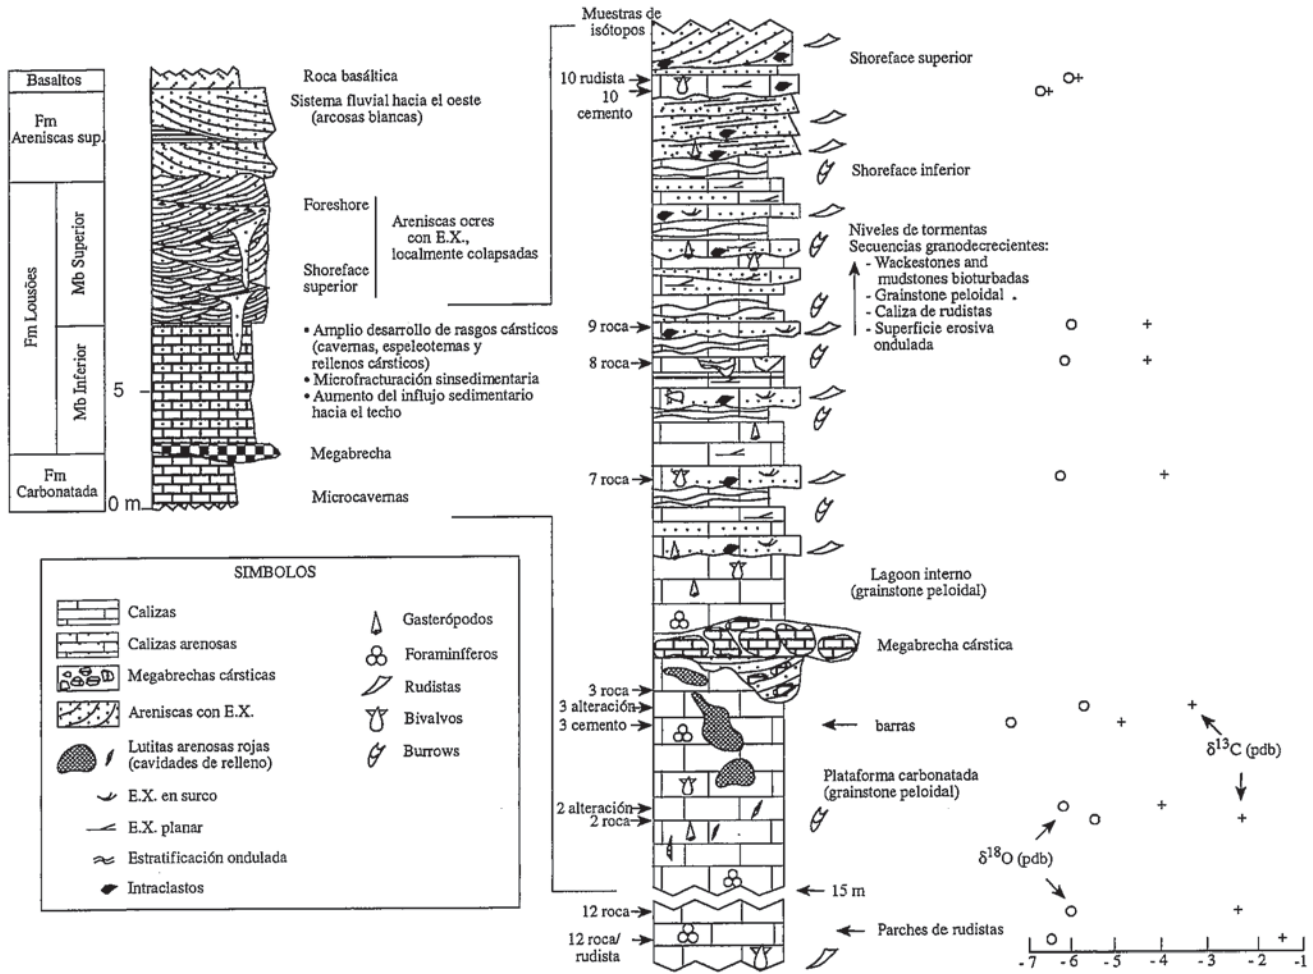 Basaltos
Fm
Areniscas sup.
Fm Lousões
Mb Superior
Mb Inferior
Fm
Carbonatada
5
0 m
Roca basáltica
Sistema fluvial hacia el oeste
(arcosas blancas)
Foreshore
Shoreface
superior
Areniscas ocres
con E.X.,
localmente colapsadas
• Amplio desarrollo de rasgos cársticos
(cavernas, espeleotemas y
rellenos cársticos)
• Microfracturación sinsedimentaria
• Aumento del influjo sedimentario
hacia el techo
Megabrecha
Microcavernas
SIMBOLOS
Calizas
Calizas arenosas
Megabrechas cársticas
Areniscas con E.X.
Lutitas arenosas rojas
(cavidades de relleno)
E.X. en surco
E.X. planar
Estratificación ondulada
Intraclastos
Gasterópodos
Foraminíferos
Rudistas
Bivalvos
Burrows
Muestras de
isótopos
10 rudista
10
cemento
9 roca
8 roca
7 roca
3 roca
3 alteración
3 cemento
2 alteración
2 roca
12 roca
12 roca/
rudista
Shoreface superior
Shoreface inferior
Niveles de tormentas
Secuencias granodecrecientes:
- Wackestones and
mudstones bioturbadas
- Grainstone peloidal .
- Caliza de rudistas
- Superficie erosiva
ondulada
Lagoon interno
(grainstone peloidal)
Megabrecha cárstica
barras
Plataforma carbonatada
(grainstone peloidal)
15 m
Parches de rudistas
δ13C (pdb)
δ18O (pdb)
-7 -6 -5 -4 -3 -2 -1